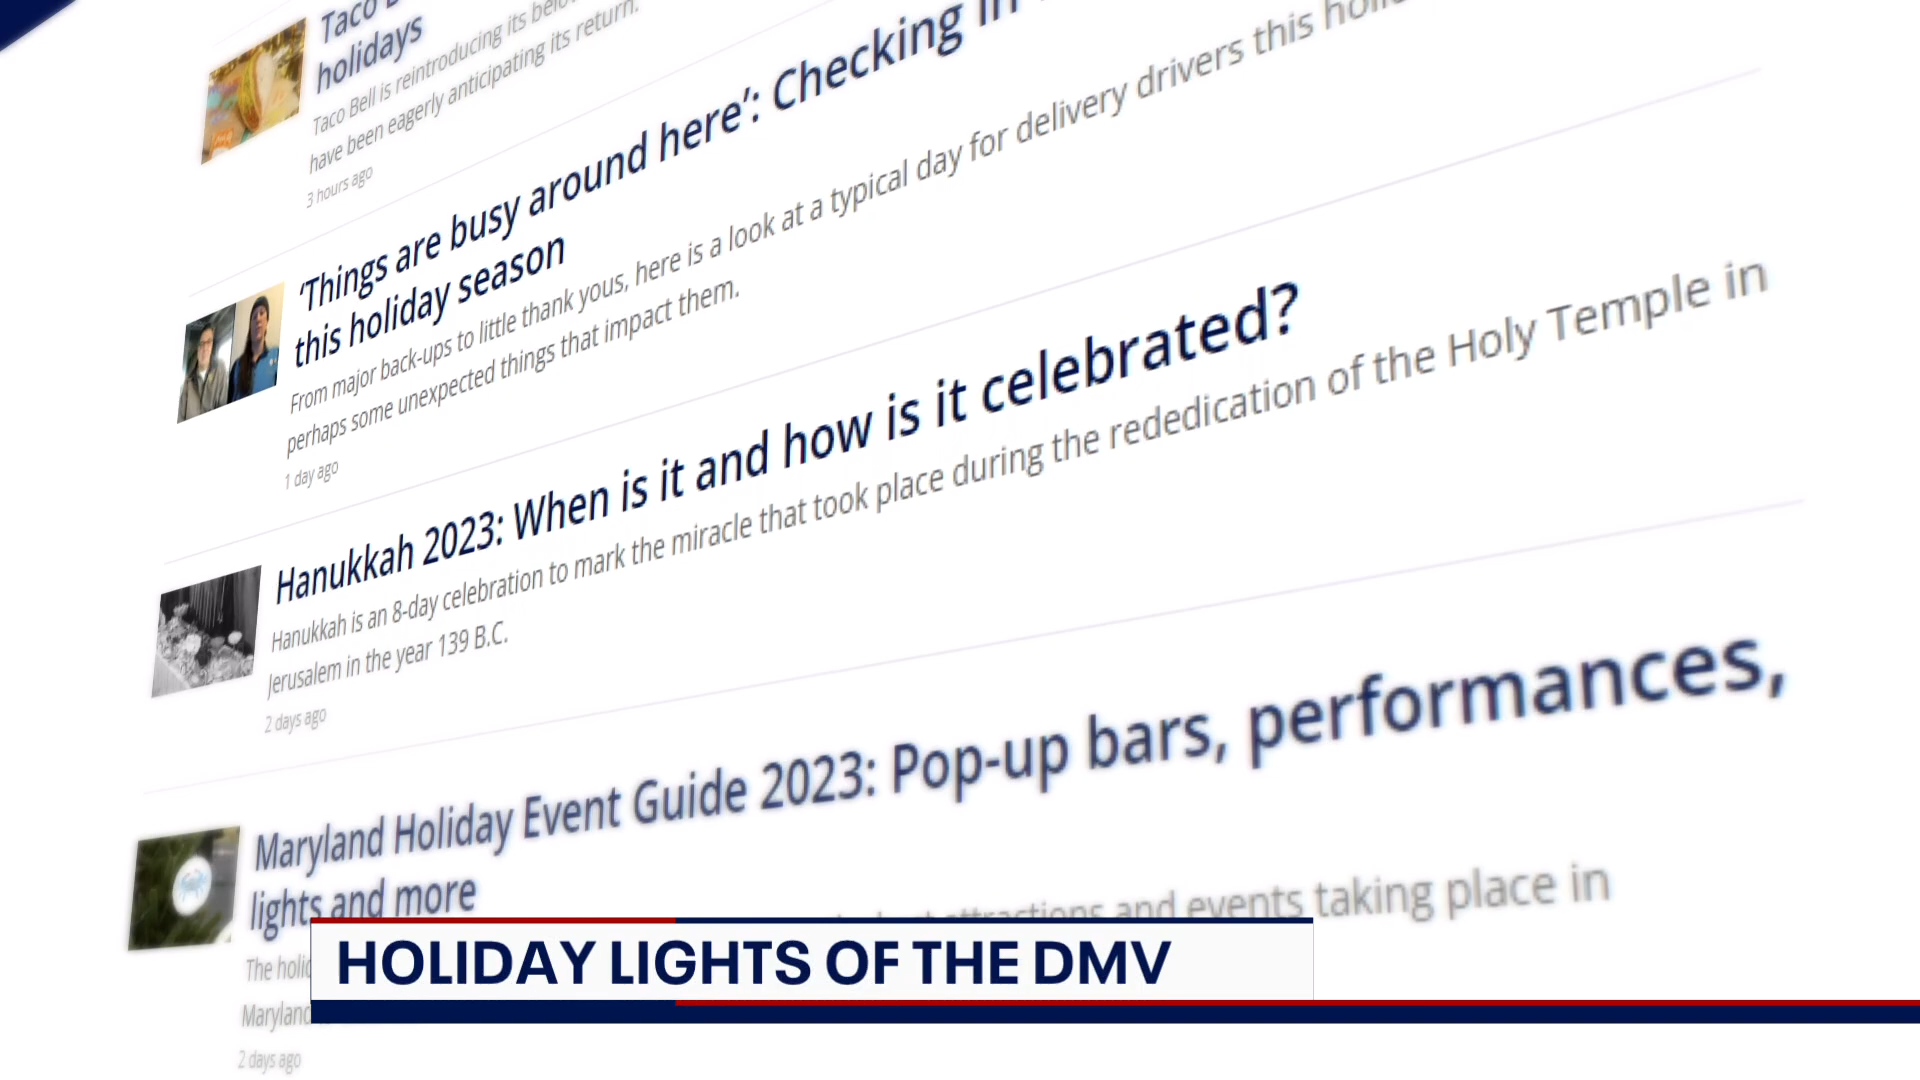 Taco
holidays
Taco Bell is reintroducing its
have been eagerly anticipating its return.
3 hours ago
‘Things are busy around here’: Checking in
this holiday season
From major back-ups to little thank yous, here is a look at a typical day for delivery drivers this
perhaps some unexpected things that impact them.
1 day ago
Hanukkah 2023: When is it and how is it celebrated?
Hanukkah is an 8-day celebration to mark the miracle that took place during the rededication of the Holy Temple in
Jerusalem in the year 139 B.C.
2 days ago
Maryland Holiday Event Guide 2023: Pop-up bars, performances,
lights and more
The
attractions and events taking place in
Maryland
2 days ago
HOLIDAY LIGHTS OF THE DMV